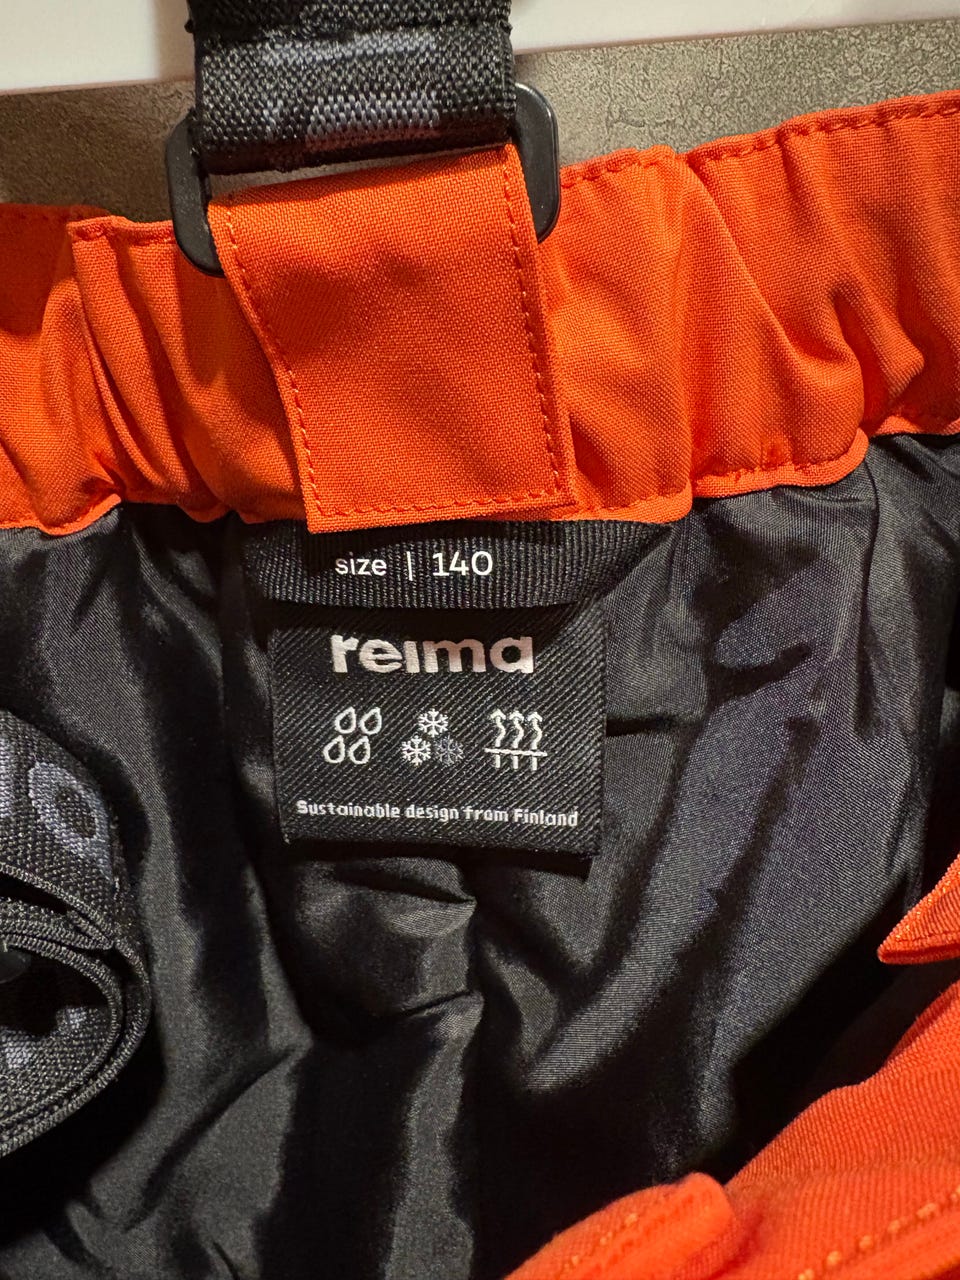 size | 140
reima
Sustainable design from Finland